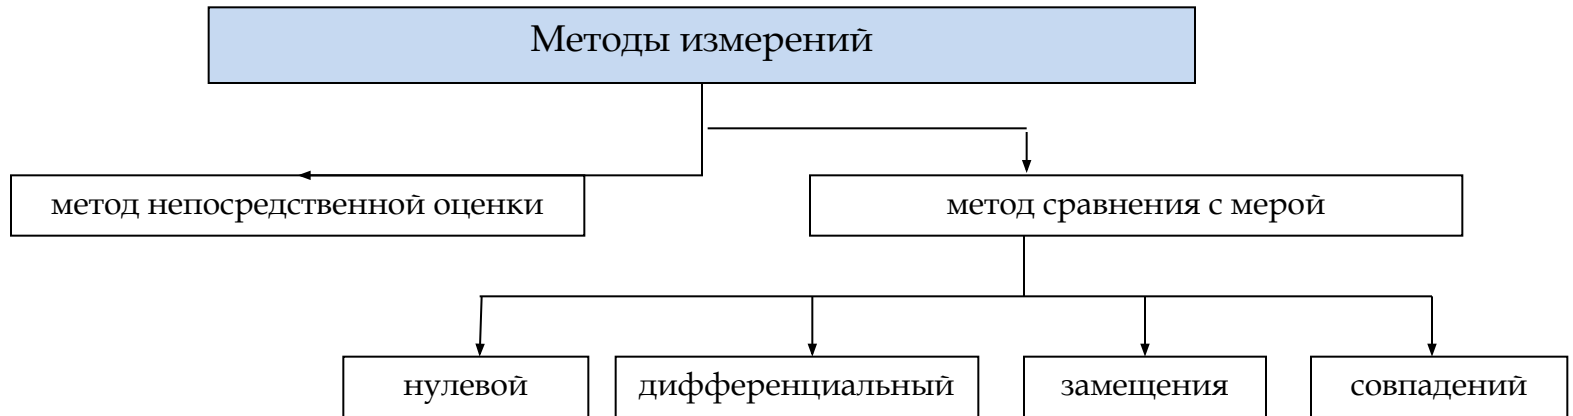 Методы измерений
метод непосредственной оценки
метод сравнения с мерой
нулевой
дифференциальный
замещения
совпадений